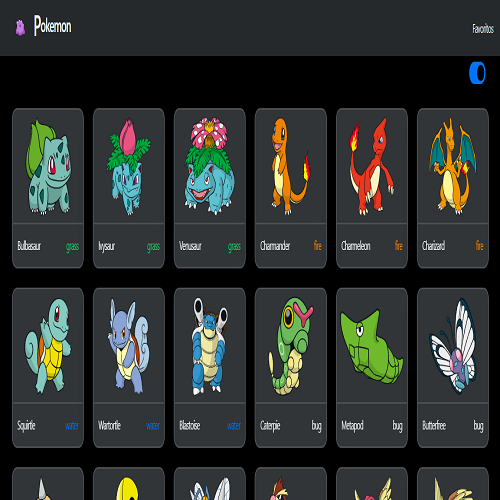 Pokemon
Favoritos
Bulbasaur grass
Ivysaur grass
Venusaur grass
Charmander fire
Charmeleon fire
Charizard fire
Squirtle water
Wartortle water
Blastoise water
Caterpie bug
Metapod bug
Butterfree bug